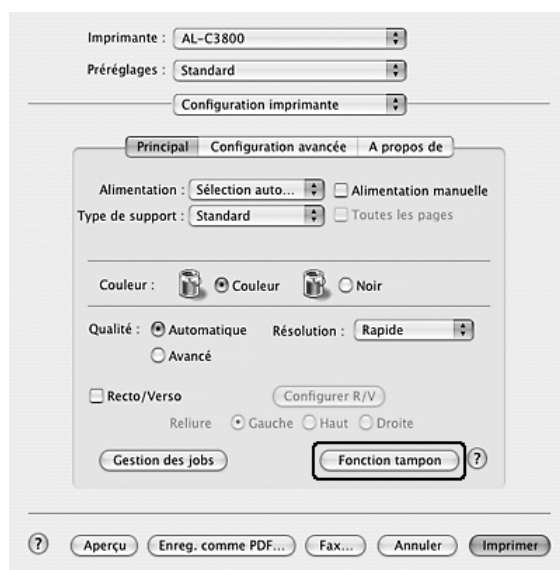 Imprimante : AL-C3800
Préréglages : Standard
Configuration imprimante
Principal Configuration avancée A propos de
Alimentation : Sélection auto... Alimentation manuelle
Type de support : Standard Toutes les pages
Couleur : Couleur Noir
Qualité : Automatique Résolution : Rapide
Avancé
Recto/Verso Configurer R/V
Reliure Gauche Haut Droite
Gestion des jobs Fonction tampon ?
? Aperçu Enreg. comme PDF... Fax... Annuler Imprimer